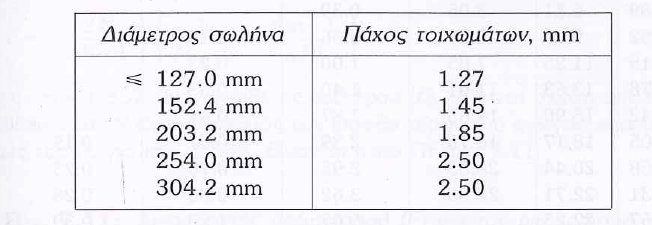 Διάμετρος σωλήνα Πάχος τοιχωμάτων, mm
≤ 127.0 mm 1.27
152.4 mm 1.45
203.2 mm 1.85
254.0 mm 2.50
304.2 mm 2.50